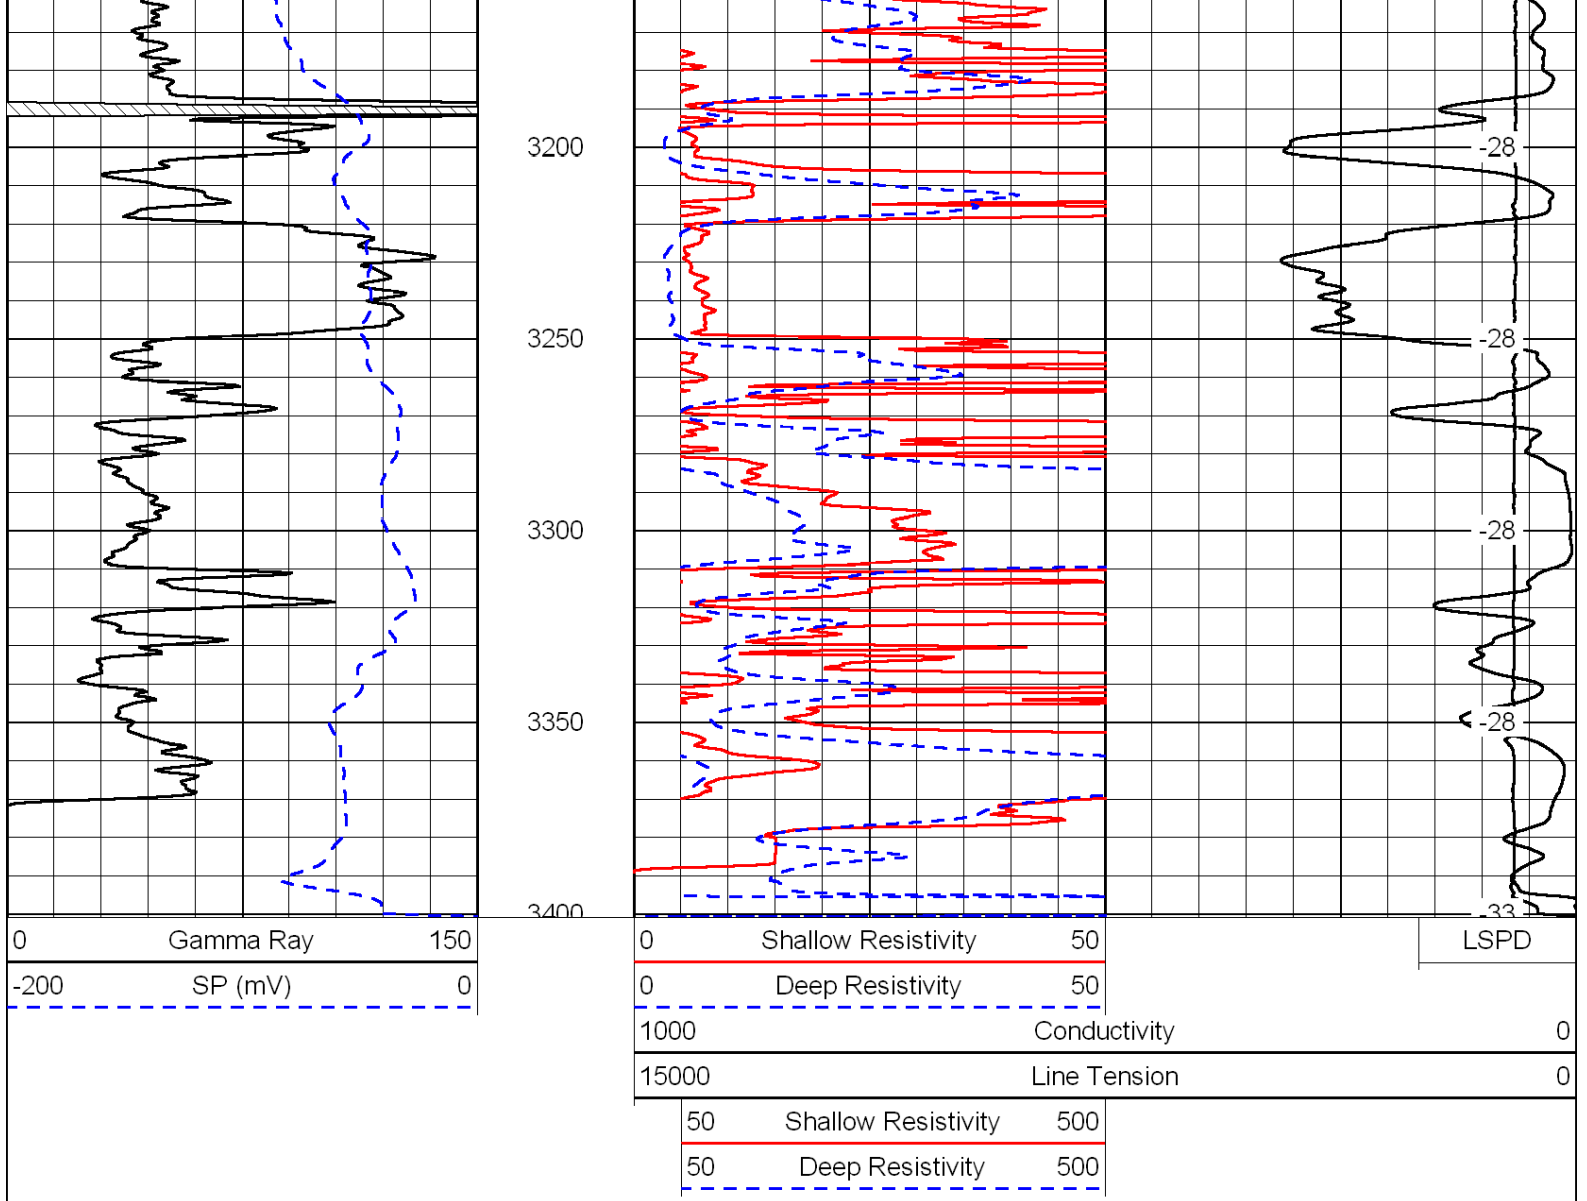 3200
-28
3250
-28
3300
-28
3350
-28
3400
-33
0 Gamma Ray 150
-200 SP (mV) 0
0 Shallow Resistivity 50
0 Deep Resistivity 50
1000 Conductivity 0
15000 Line Tension 0
50 Shallow Resistivity 500
50 Deep Resistivity 500
LSPD